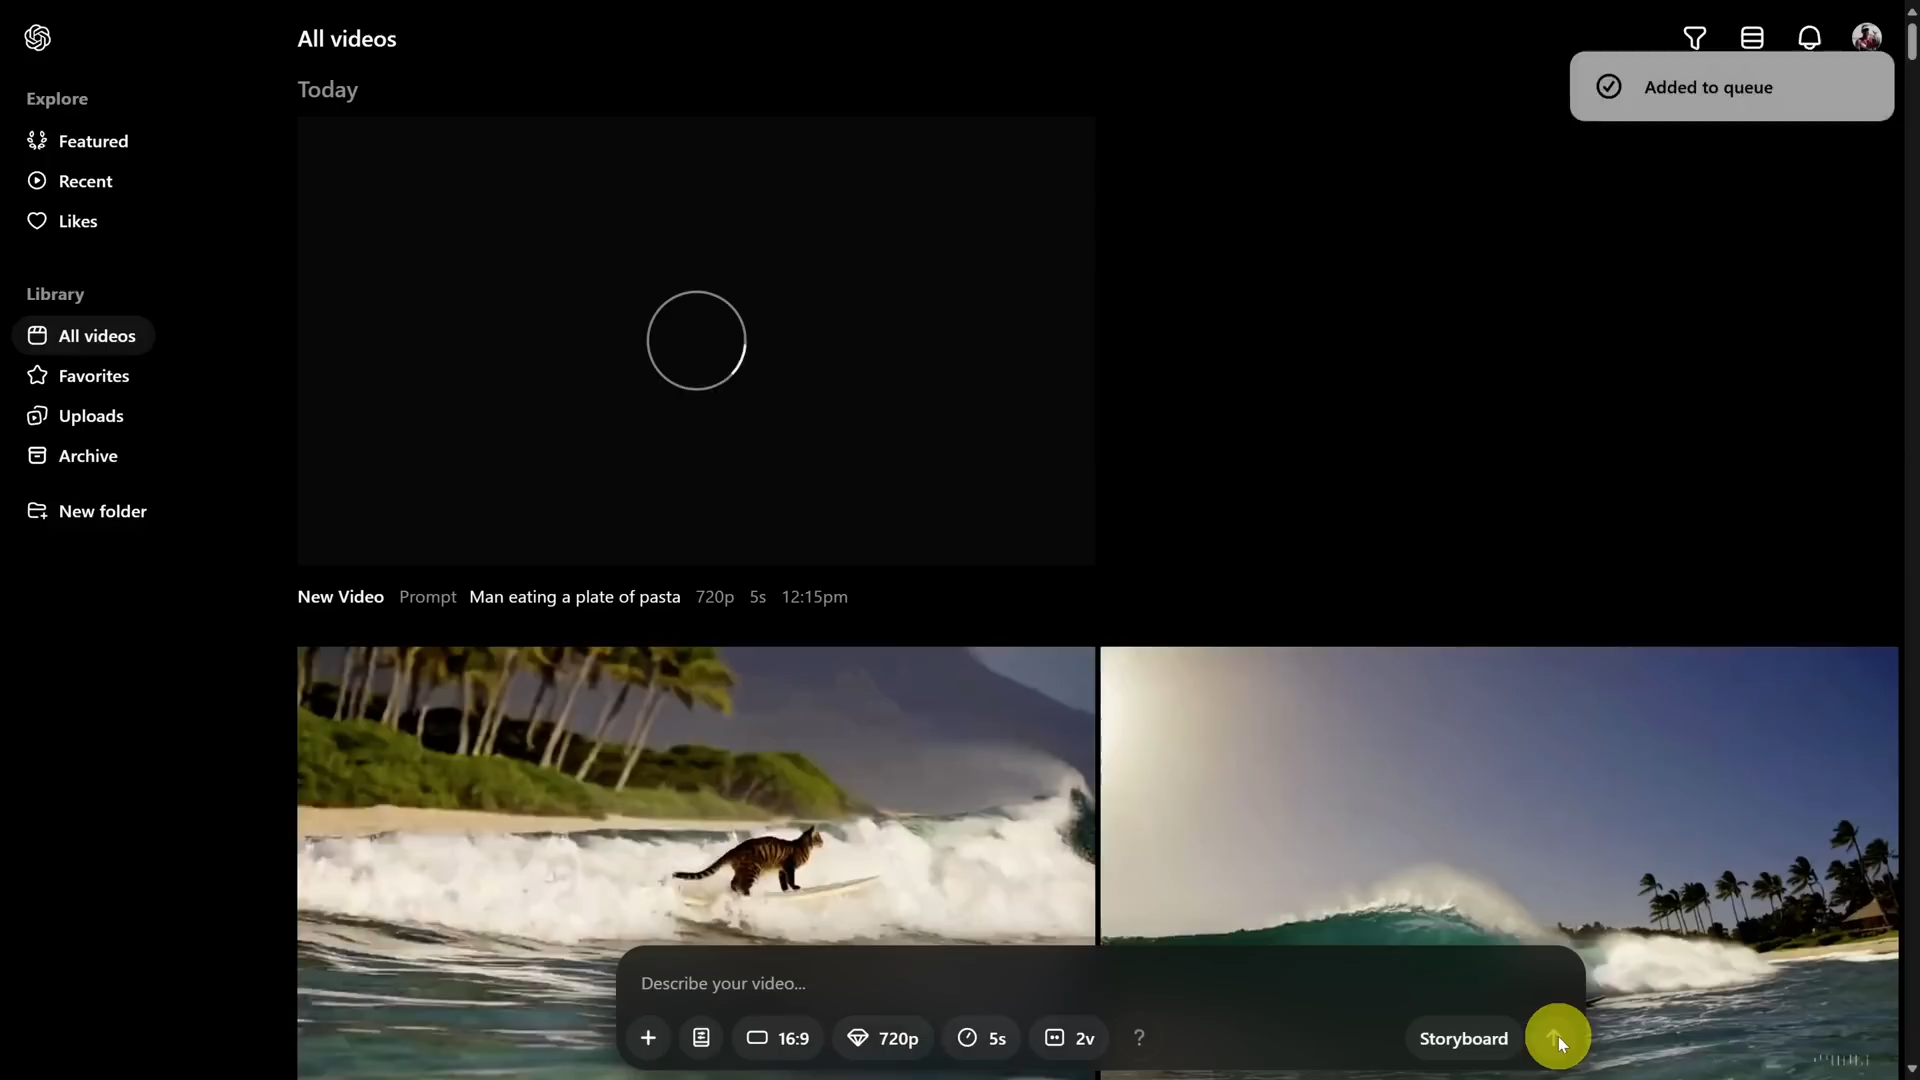 All videos
Added to queue
Explore
Featured
Recent
Likes
Library
All videos
Favorites
Uploads
Archive
New folder
Today
New Video Prompt Man eating a plate of pasta 720p 5s 12:15pm
Describe your video...
16:9 720p 5s 2v ? Storyboard